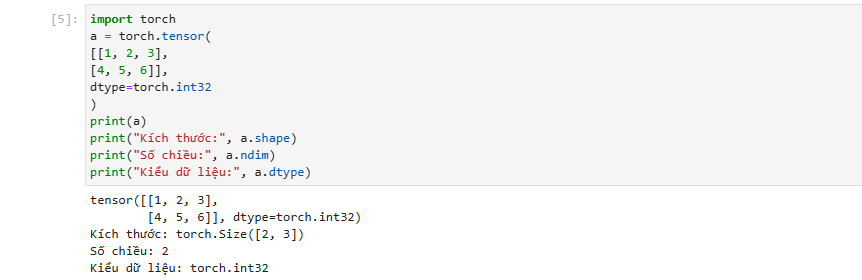 [5]: import torch
a = torch.tensor(
[[1, 2, 3],
[4, 5, 6]],
dtype=torch.int32
)
print(a)
print("Kích thước:", a.shape)
print("Số chiều:", a.ndim)
print("Kiểu dữ liệu:", a.dtype)
tensor([[1, 2, 3],
        [4, 5, 6]], dtype=torch.int32)
Kích thước: torch.Size([2, 3])
Số chiều: 2
Kiểu dữ liệu: torch.int32